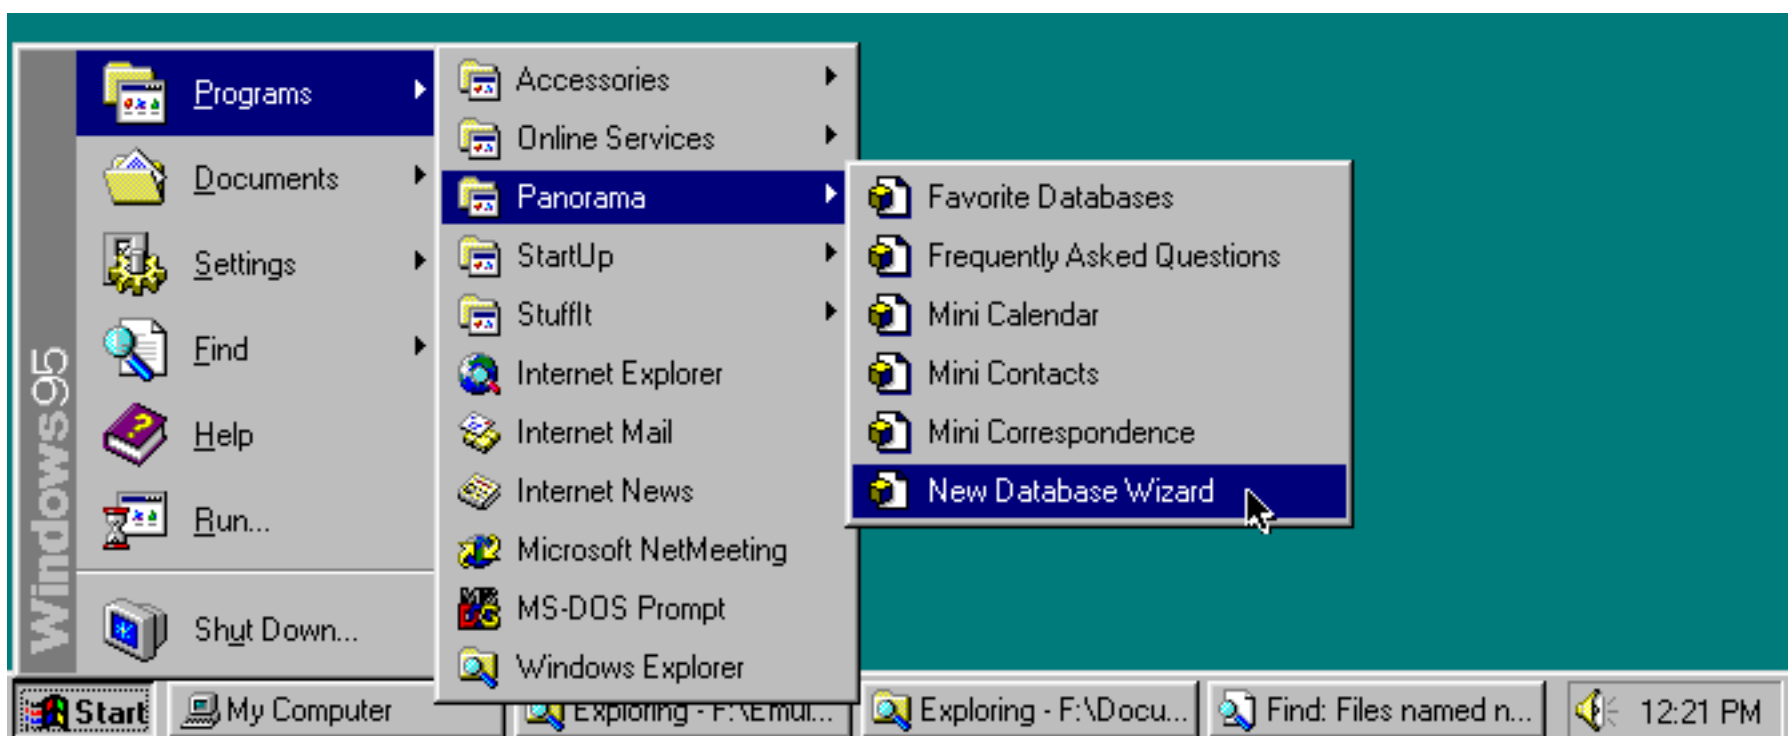 Windows95
Programs
Documents
Settings
Find
Help
Run...
Shut Down...
Accessories
Online Services
Panorama
StartUp
StuffIt
Internet Explorer
Internet Mail
Internet News
Microsoft NetMeeting
MS-DOS Prompt
Windows Explorer
Favorite Databases
Frequently Asked Questions
Mini Calendar
Mini Contacts
Mini Correspondence
New Database Wizard
Start
My Computer
Exploring - F:\Emul...
Exploring - F:\Docu...
Find: Files named n...
12:21 PM